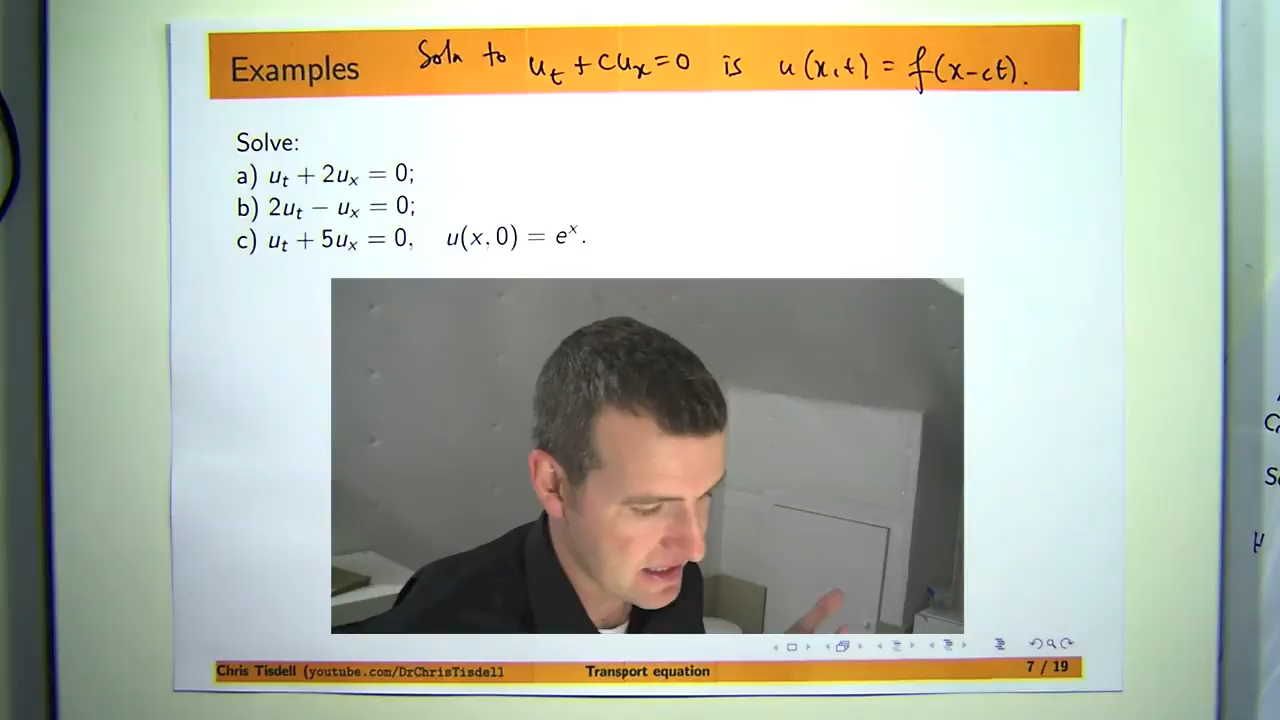 Examples Soln to u_t + cu_x = 0 is u(x,t) = f(x-ct).
Solve:
a) u_t + 2u_x = 0;
b) 2u_t − u_x = 0;
c) u_t + 5u_x = 0, u(x, 0) = e^x.
Chris Tisdell (youtube.com/DrChrisTisdell Transport equation 7 / 19